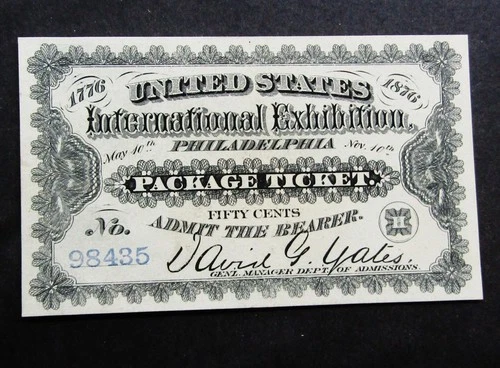 1776 UNITED STATES 1876
International Exhibition,
May 10th PHILADELPHIA Nov. 10th
PACKAGE TICKET.
FIFTY CENTS
No. ADMIT THE BEARER.
98435 David G. Yates,
GENL. MANAGER DEPT. OF ADMISSIONS.